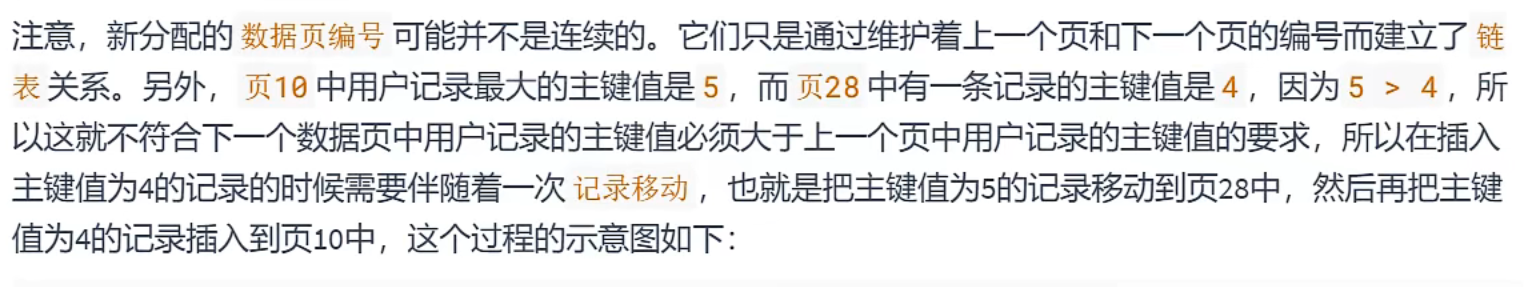 注意，新分配的 数据页编号 可能并不是连续的。它们只是通过维护着上一个页和下一个页的编号而建立了 链
表 关系。另外， 页10 中用户记录最大的主键值是 5 ，而 页28 中有一条记录的主键值是 4 ，因为 5 > 4 ，所
以这就不符合下一个数据页中用户记录的主键值必须大于上一个页中用户记录的主键值的要求，所以在插入
主键值为4的记录的时候需要伴随着一次 记录移动 ，也就是把主键值为5的记录移动到页28中，然后再把主键
值为4的记录插入到页10中，这个过程的示意图如下：